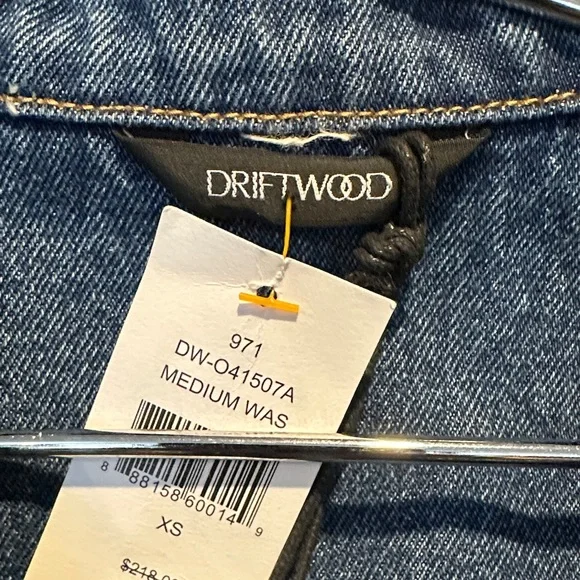 DRIFTWOOD
971
DW-O41507A
MEDIUM WAS
8 88158 60014 9
XS